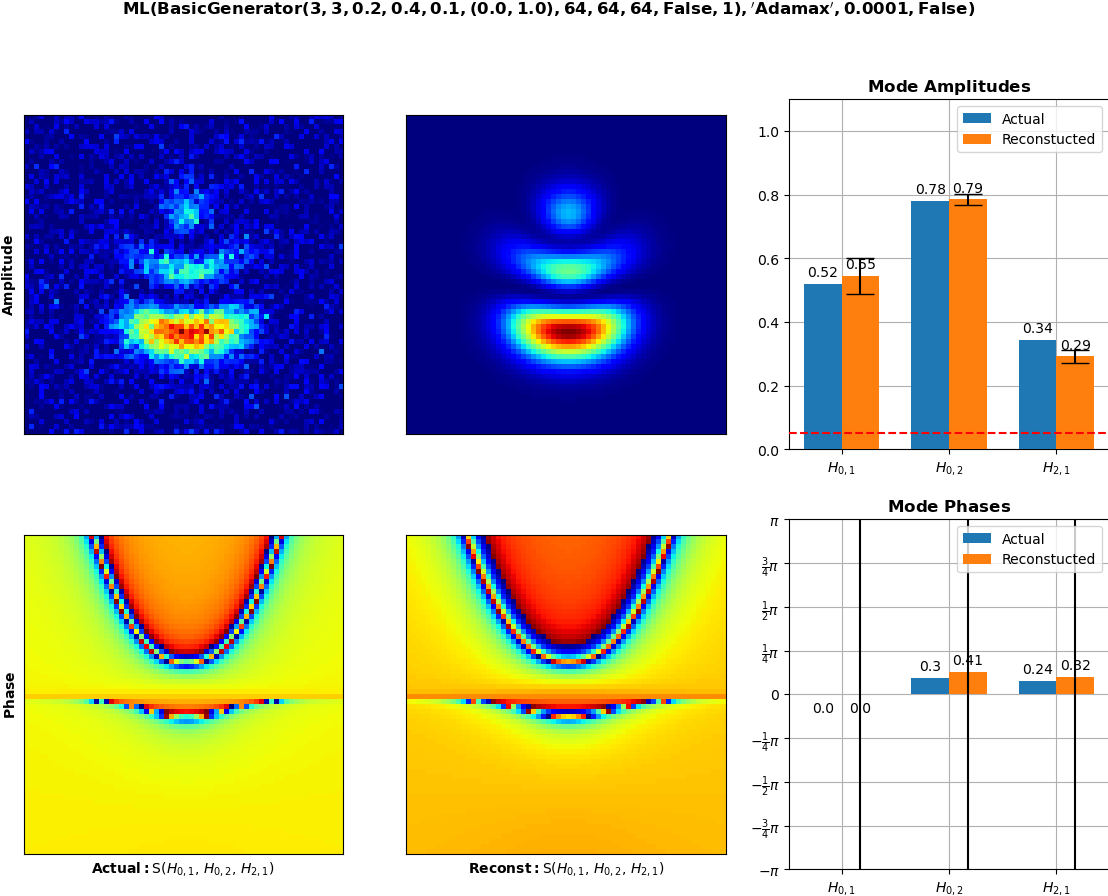 ML(BasicGenerator(3, 3, 0.2, 0.4, 0.1, (0.0, 1.0), 64, 64, 64, False, 1), 'Adamax', 0.0001, False)
Amplitude
Mode Amplitudes
Actual
Reconstucted
1.0
0.8
0.6
0.4
0.2
0.0
0.52
0.55
0.78
0.79
0.34
0.29
H₀,₁
H₀,₂
H₂,₁
Phase
Actual: S(H₀,₁, H₀,₂, H₂,₁)
Reconst: S(H₀,₁, H₀,₂, H₂,₁)
Mode Phases
Actual
Reconstucted
π
3/4π
1/2π
1/4π
0
−1/4π
−1/2π
−3/4π
−π
0.0
0.0
0.3
0.41
0.24
0.32
H₀,₁
H₀,₂
H₂,₁